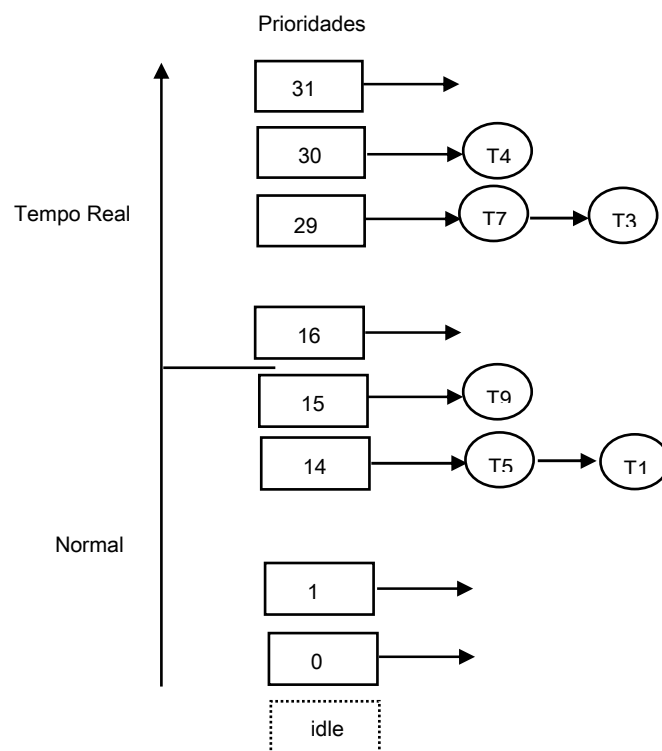 Prioridades
31
30 T4
Tempo Real
29 T7 T3
16
15 T9
14 T5 T1
Normal
1
0
idle